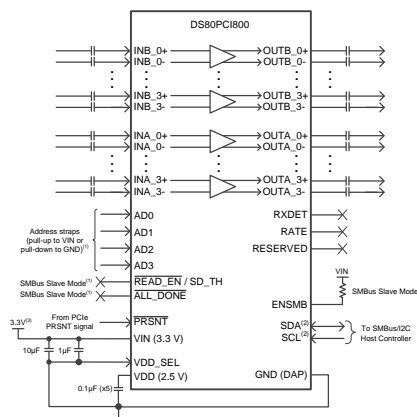 DS80PCI800
INB_0+
OUTB_0+
INB_0-
OUTB_0-
INB_3+
OUTB_3+
INB_3-
OUTB_3-
INA_0+
OUTA_0+
INA_0-
OUTA_0-
INA_3+
OUTA_3+
INA_3-
OUTA_3-
Address straps
(pull-up to VIN or
pull-down to GND)(1)
AD0
AD1
AD2
AD3
RXDET
RATE
RESERVED
SMBus Slave Mode(1)
READ_EN / SD_TH
SMBus Slave Mode(1)
ALL_DONE
VIN
ENSMB
SMBus Slave Mode(1)
From PCIe
PRSNT signal
PRSNT
SDA(2)
SCL(2)
To SMBus/I2C
Host Controller
3.3V(3)
VIN (3.3 V)
10µF
1µF
VDD_SEL
VDD (2.5 V)
0.1µF (x5)
GND (DAP)